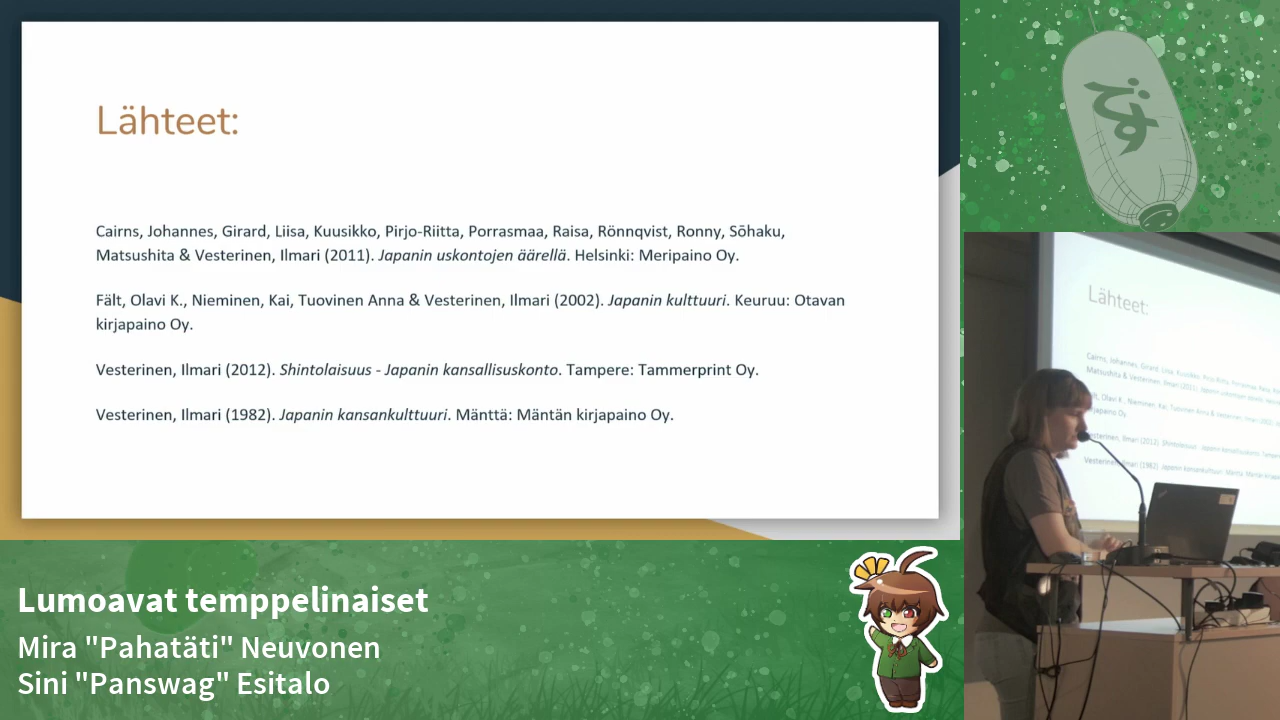 Lähteet:
Cairns, Johannes, Girard, Liisa, Kuusikko, Pirjo-Riitta, Porrasmaa, Raisa, Rönnqvist, Ronny, Sōhaku,
Matsushita & Vesterinen, Ilmari (2011). Japanin uskontojen äärellä. Helsinki: Meripaino Oy.
Fält, Olavi K., Nieminen, Kai, Tuovinen Anna & Vesterinen, Ilmari (2002). Japanin kulttuuri. Keuruu: Otavan
kirjapaino Oy.
Vesterinen, Ilmari (2012). Shintolaisuus - Japanin kansallisuskonto. Tampere: Tammerprint Oy.
Vesterinen, Ilmari (1982). Japanin kansankulttuuri. Mänttä: Mäntän kirjapaino Oy.
Lähteet:
Lumoavat temppelinaiset
Mira "Pahatäti" Neuvonen
Sini "Panswag" Esitalo